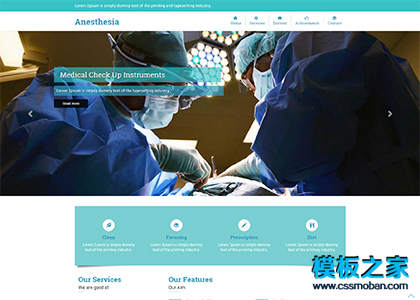 Lorem Ipsum is simply dummy text of the printing and typesetting industry.
Anesthesia
Home
Services
Doctors
Achievements
Contact
Medical Check Up Instruments
Lorem Ipsum is simply dummy text of the typesetting industry.
Read More
Clean
Focusing
Prescription
Diet
Lorem Ipsum is simply dummy text of the printing industry.
Lorem Ipsum is simply dummy text of the printing industry.
Lorem Ipsum is simply dummy text of the printing industry.
Lorem Ipsum is simply dummy text of the printing industry.
Our Services
We are good at
Our Features
Our Aim
模板之家
www.cssmoban.com